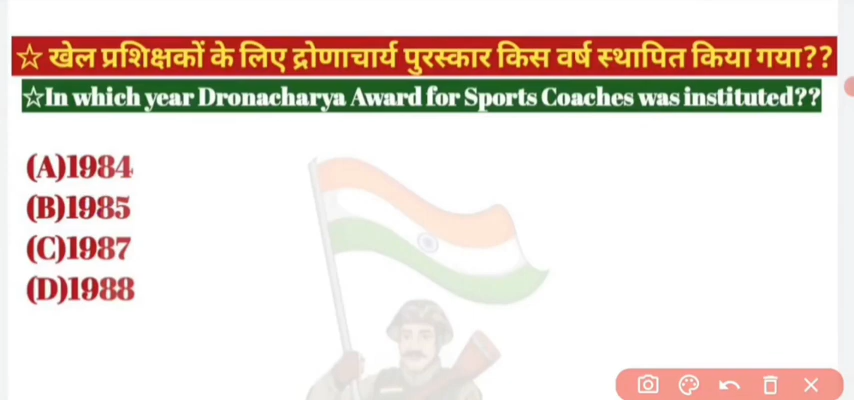 ☆ खेल प्रशिक्षकों के लिए द्रोणाचार्य पुरस्कार किस वर्ष स्थापित किया गया??
☆In which year Dronacharya Award for Sports Coaches was instituted??
(A)1984
(B)1985
(C)1987
(D)1988